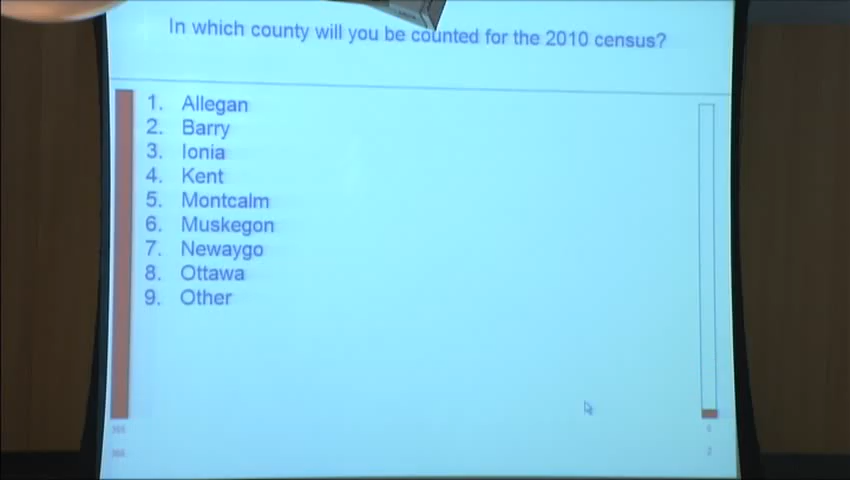 In which county will you be counted for the 2010 census?
1. Allegan
2. Barry
3. Ionia
4. Kent
5. Montcalm
6. Muskegon
7. Newaygo
8. Ottawa
9. Other